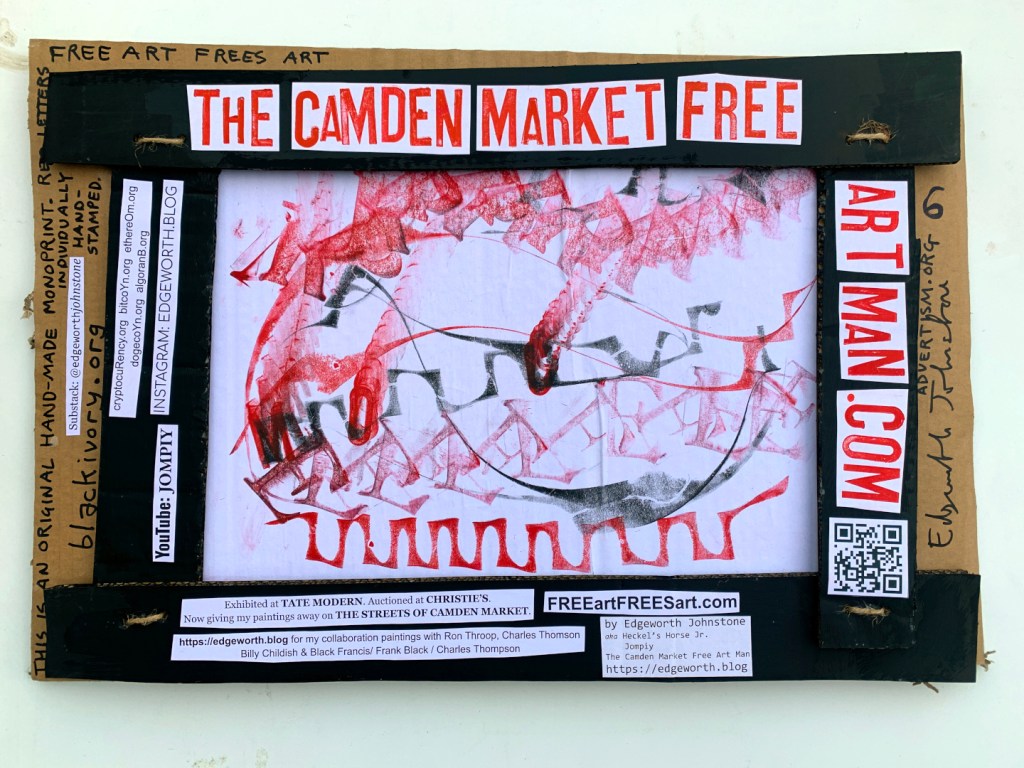 FREE ART FREES ART
THE CAMDEN MARKET FREE
ART MAN.COM
THIS IS AN ORIGINAL HAND-MADE MONOPRINT. RED LETTERS
INDIVIDUALLY
HAND-
STAMPED.
Substack: @edgeworthjohnstone
blackivory.org
cryptocuRency.org bitcoYn.org ethereOm.org
dogecoYn.org algoranB.org
INSTAGRAM: EDGEWORTH.BLOG
YouTube: JOMPIY
ADVERTYSM.ORG 6
Edgeworth Johnstone
Exhibited at TATE MODERN. Auctioned at CHRISTIE'S.
Now giving my paintings away on THE STREETS OF CAMDEN MARKET.
https://edgeworth.blog for my collaboration paintings with Ron Throop, Charles Thomson
Billy Childish & Black Francis/ Frank Black / Charles Thompson
FREEartFREESart.com
by Edgeworth Johnstone
aka Heckel's Horse Jr.
Jompiy
The Camden Market Free Art Man
https://edgeworth.blog